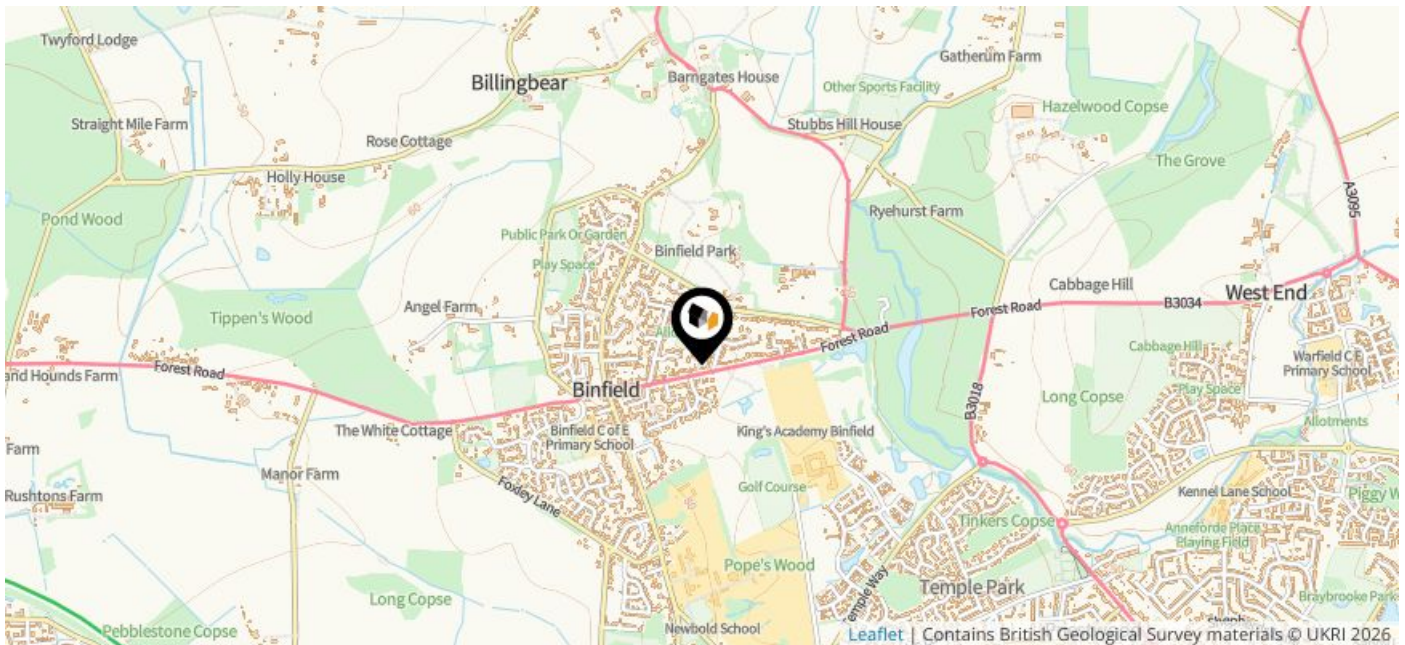 Twyford Lodge
Billingbear
Barngates House
Gatherum Farm
Other Sports Facility
Hazelwood Copse
Straight Mile Farm
Rose Cottage
Stubbs Hill House
50
The Grove
Holly House
A3095
Pond Wood
60
Ryehurst Farm
Public Park Or Garden
Play Space
Binfield Park
Cabbage Hill
B3034
West End
Angel Farm
Forest Road
Tippen's Wood
Forest Road
Cabbage Hill
Warfield C E
Primary School
and Hounds Farm
Forest Road
Play Space
Binfield
B3018
Long Copse
Allotments
The White Cottage
Binfield C of E
Primary School
King's Academy Binfield
Farm
Manor Farm
60
Rushtons Farm
Foxley Lane
Golf Course
Kennel Lane School
Piggy W
Tinkers Copse
Anneforde Place
Playing Field
Pope's Wood
Temple Way
Temple Park
Long Copse
Braybrooke Park
Pebblestone Copse
Newbold School
Leaflet | Contains British Geological Survey materials © UKRI 2026